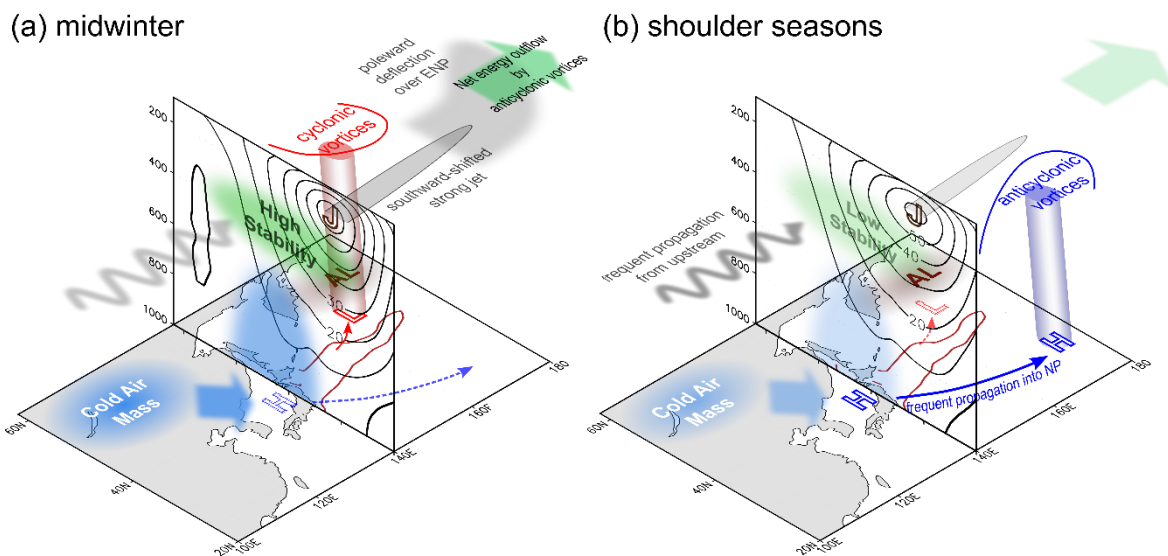 (a) midwinter
poleward
deflection
over ENP
Net energy outflow
by
anticyclonic vortices
cyclonic
vortices
southward-shifted
strong jet
200
400
600
800
1000
High
Stability
J
AL
30
20
L
H
Cold Air
Mass
60N
40N
20N
100E
120E
140E
160E
180
(b) shoulder seasons
anticyclonic
vortices
frequent propagation
from upstream
200
400
600
800
1000
Low
Stability
J
50
40
AL
20
L
H
H
frequent propagation into NP
Cold Air
Mass
60N
40N
20N
100E
120E
140E
160E
180